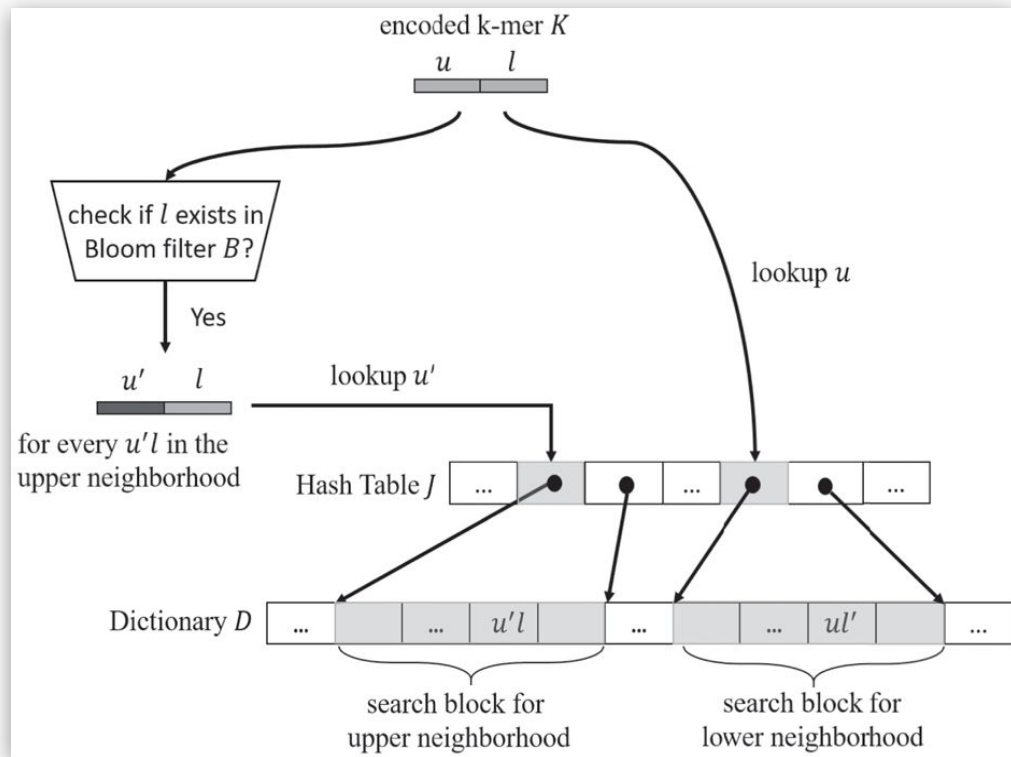 encoded k-mer K
u l
check if l exists in
Bloom filter B?
lookup u
Yes
u' l
lookup u'
for every u'l in the
upper neighborhood
Hash Table J ... ... ...
Dictionary D ... ... u'l ... ... ul' ...
search block for
upper neighborhood
search block for
lower neighborhood